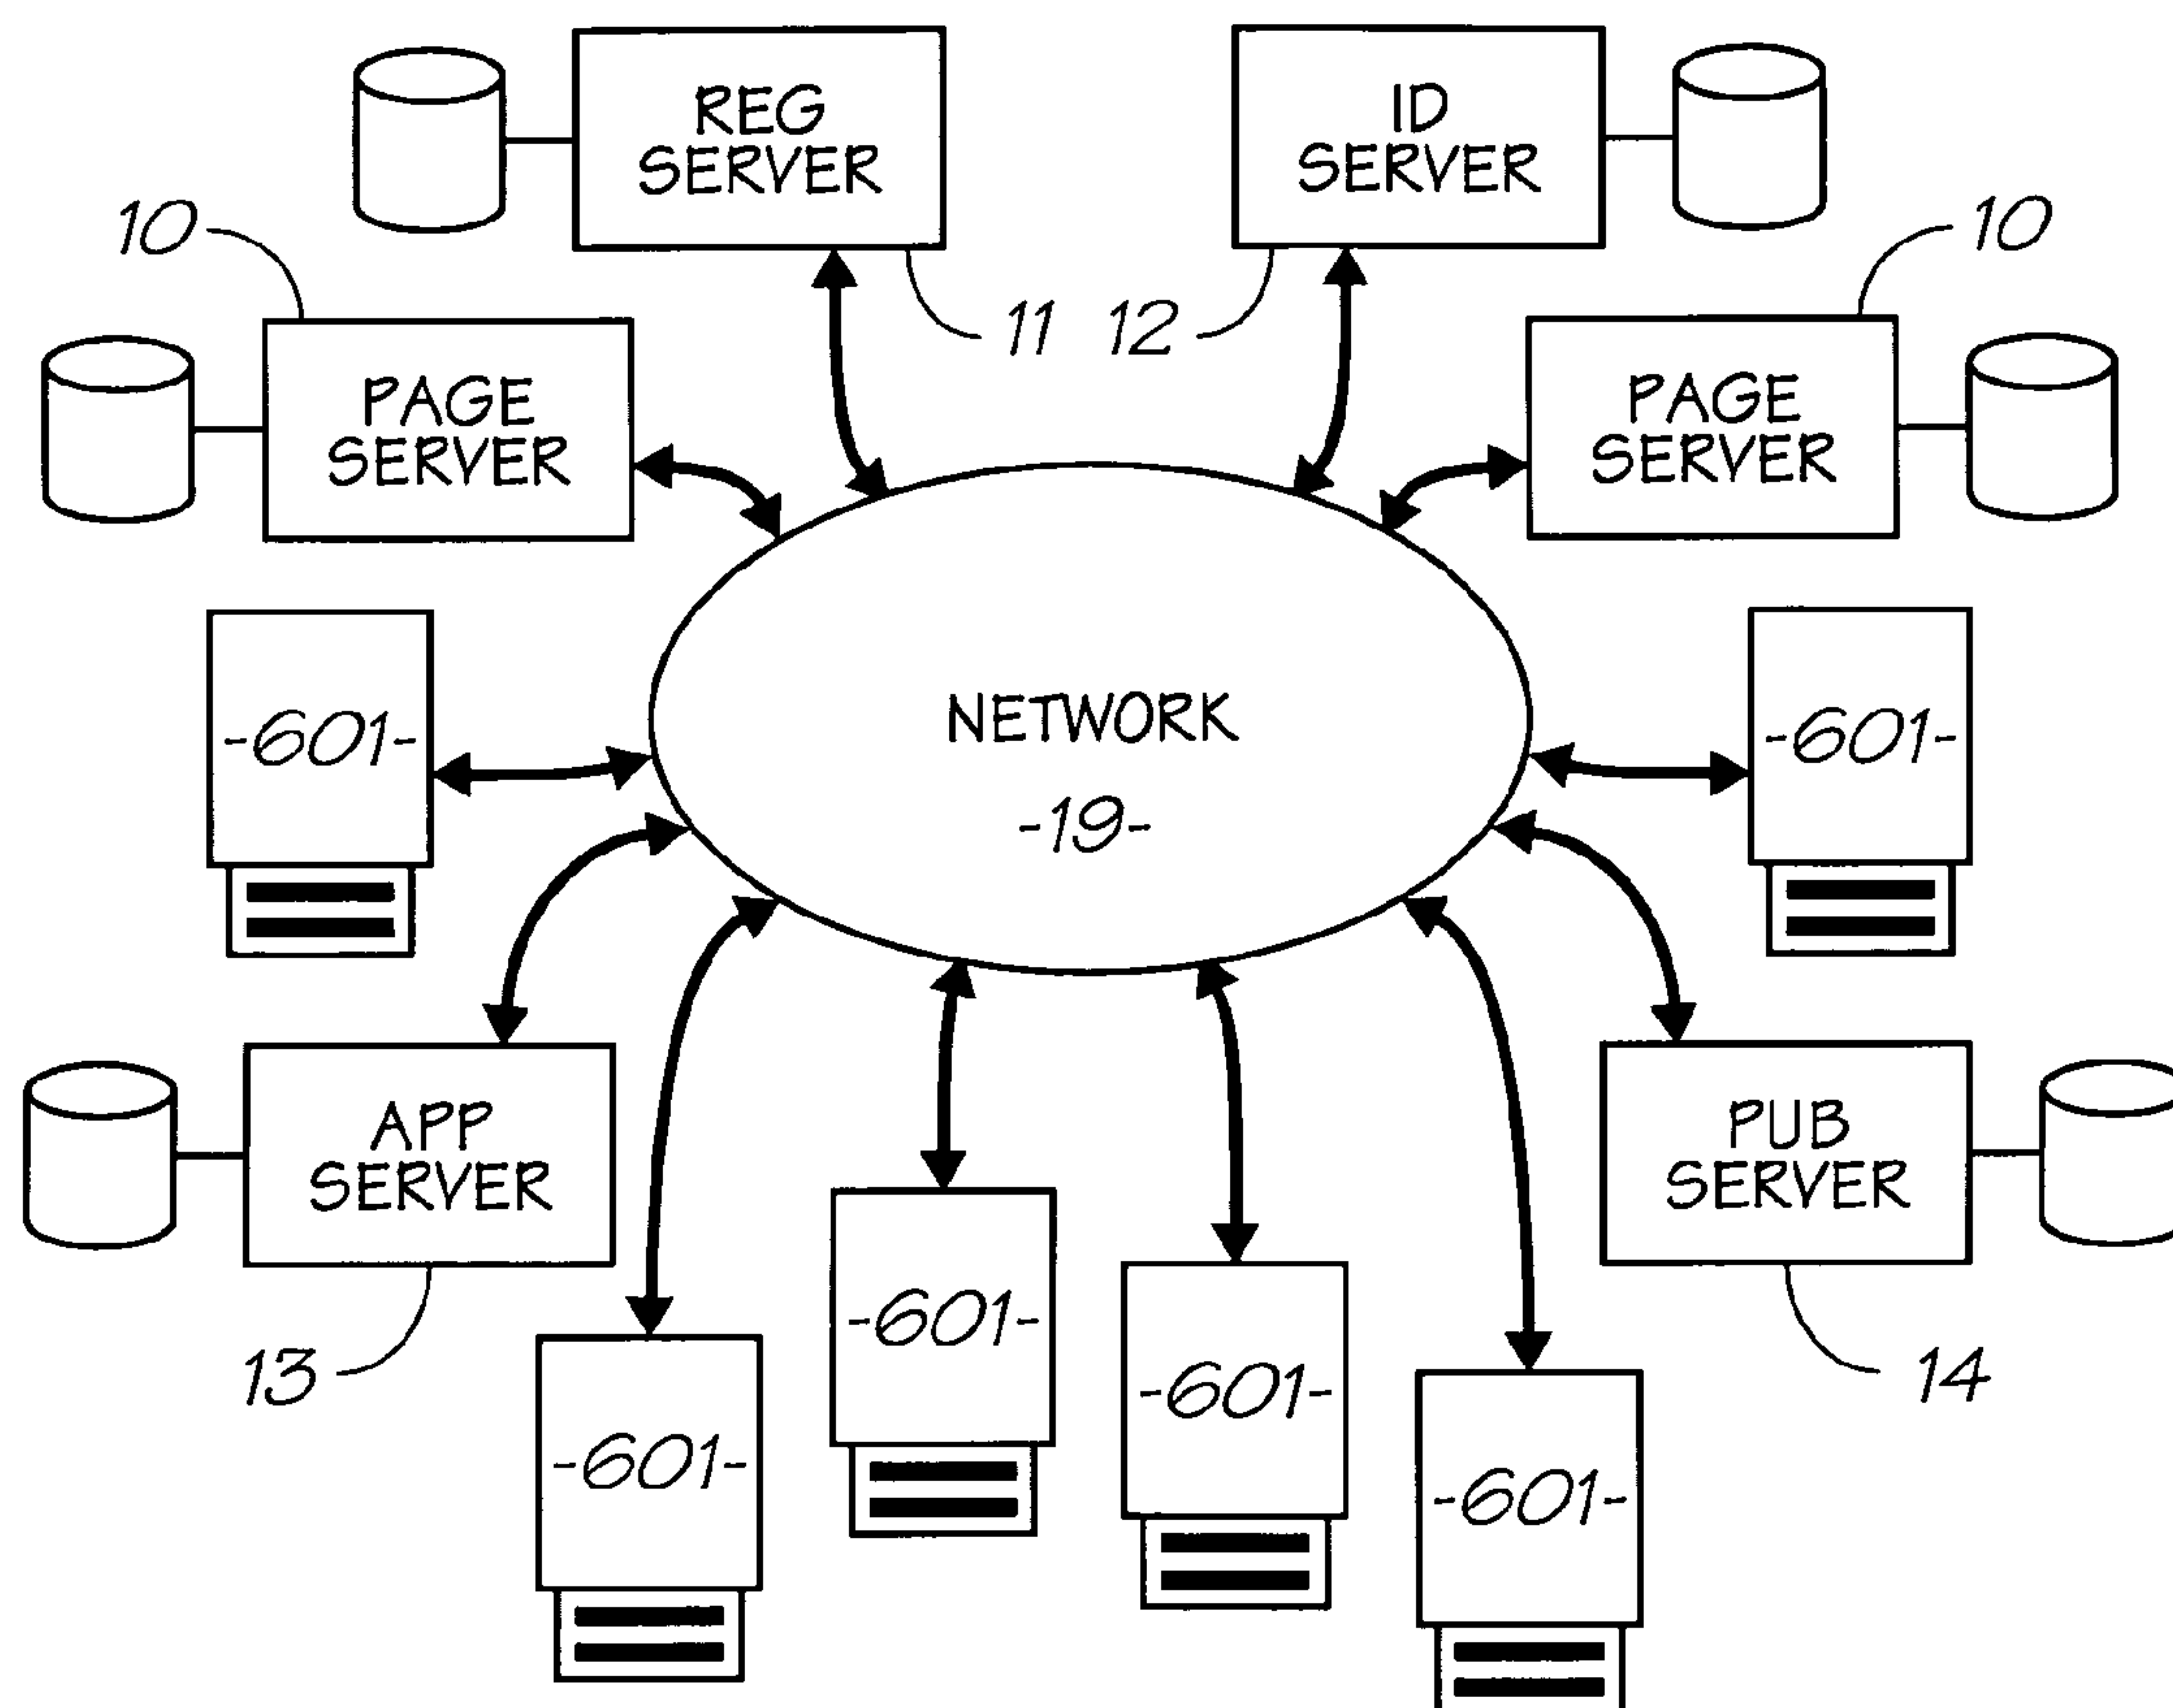 REG
SERVER
ID
SERVER
10
10
11
12
PAGE
SERVER
PAGE
SERVER
-601-
NETWORK
-19-
-601-
APP
SERVER
PUB
SERVER
13
-601-
-601-
-601-
-601-
14